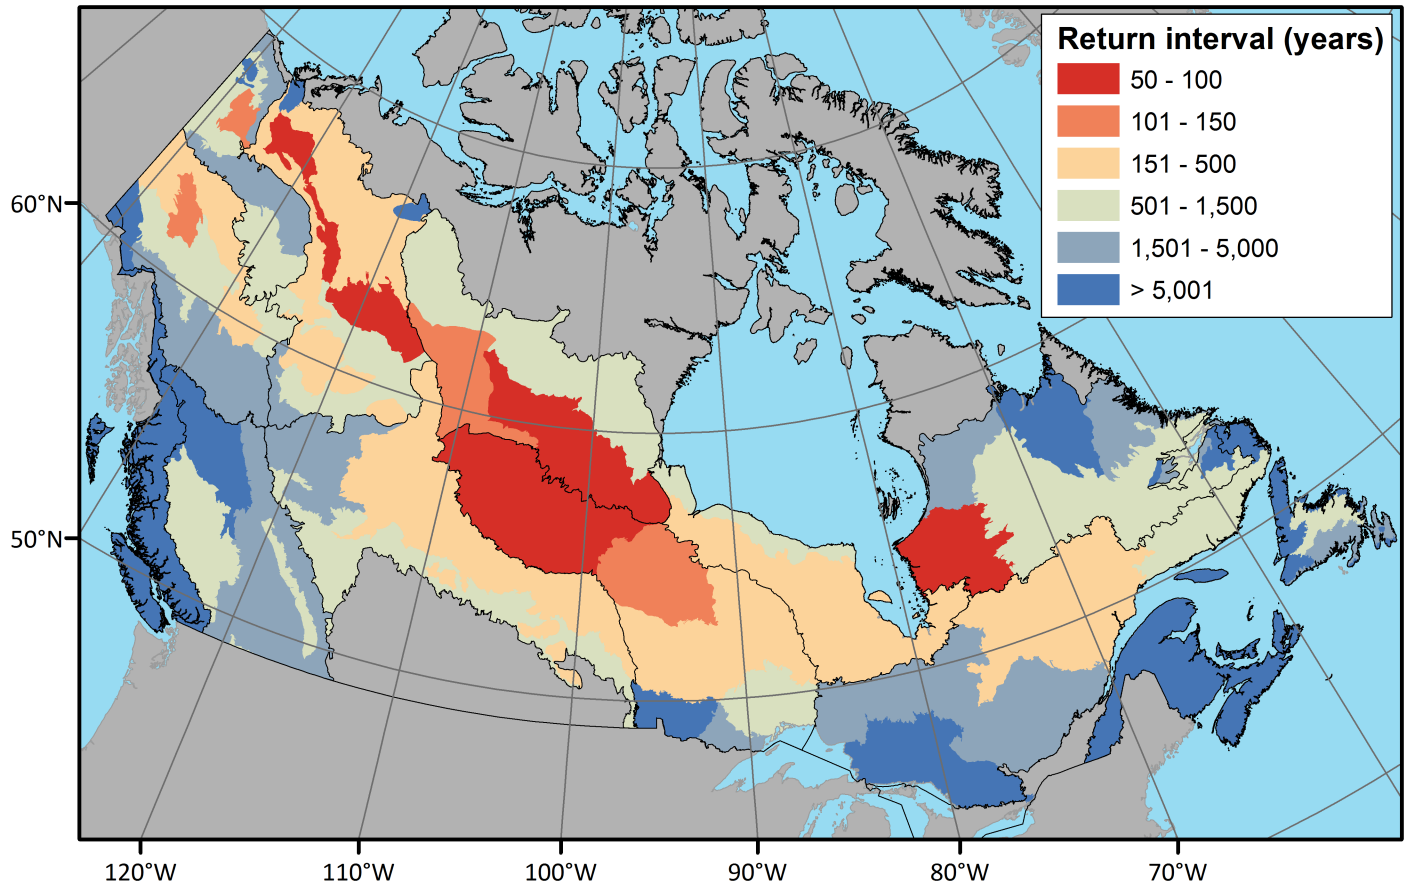 Return interval (years)
50 - 100
101 - 150
151 - 500
501 - 1,500
1,501 - 5,000
> 5,001
60°N
50°N
120°W
110°W
100°W
90°W
80°W
70°W